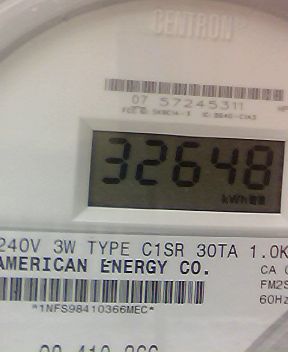 CENTRON
07 57245311
32648
kWh
240V 3W TYPE C1SR 30TA 1.0K
AMERICAN ENERGY CO.
CA
FM2S
60Hz
*1NFS98410366MEC*